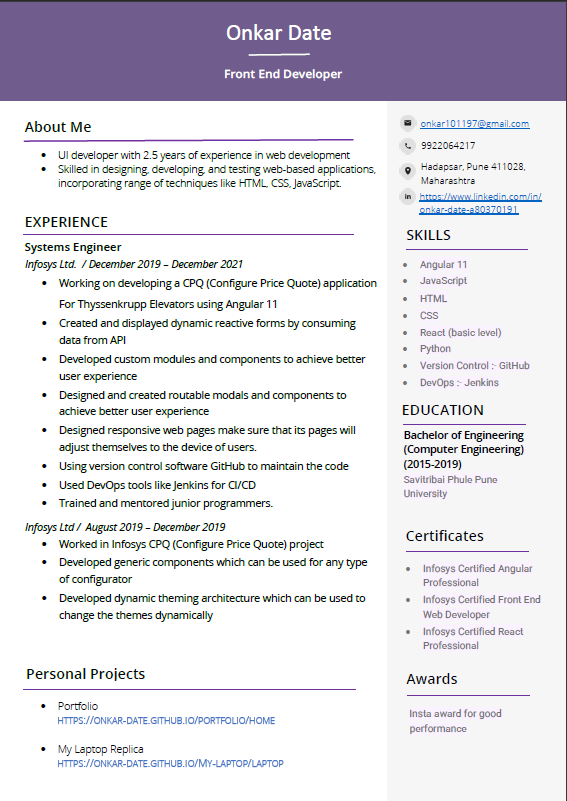 Onkar Date
Front End Developer
About Me
• UI developer with 2.5 years of experience in web development
• Skilled in designing, developing, and testing web-based applications,
incorporating range of techniques like HTML, CSS, JavaScript.
EXPERIENCE
Systems Engineer
Infosys Ltd. / December 2019 – December 2021
• Working on developing a CPQ (Configure Price Quote) application
For Thyssenkrupp Elevators using Angular 11
• Created and displayed dynamic reactive forms by consuming
data from API
• Developed custom modules and components to achieve better
user experience
• Designed and created routable modals and components to
achieve better user experience
• Designed responsive web pages make sure that its pages will
adjust themselves to the device of users.
• Using version control software GitHub to maintain the code
• Used DevOps tools like Jenkins for CI/CD
• Trained and mentored junior programmers.
Infosys Ltd / August 2019 – December 2019
• Worked in Infosys CPQ (Configure Price Quote) project
• Developed generic components which can be used for any type
of configurator
• Developed dynamic theming architecture which can be used to
change the themes dynamically
Personal Projects
• Portfolio
HTTPS://ONKAR-DATE.GITHUB.IO/PORTFOLIO/HOME
• My Laptop Replica
HTTPS://ONKAR-DATE.GITHUB.IO/MY-LAPTOP/LAPTOP
onkar101197@gmail.com
9922064217
Hadapsar, Pune 411028,
Maharashtra
https://www.linkedin.com/in/
onkar-date-a80370191
SKILLS
• Angular 11
• JavaScript
• HTML
• CSS
• React (basic level)
• Python
• Version Control :- GitHub
• DevOps :- Jenkins
EDUCATION
Bachelor of Engineering
(Computer Engineering)
(2015-2019)
Savitribai Phule Pune
University
Certificates
• Infosys Certified Angular
Professional
• Infosys Certified Front End
Web Developer
• Infosys Certified React
Professional
Awards
Insta award for good
performance